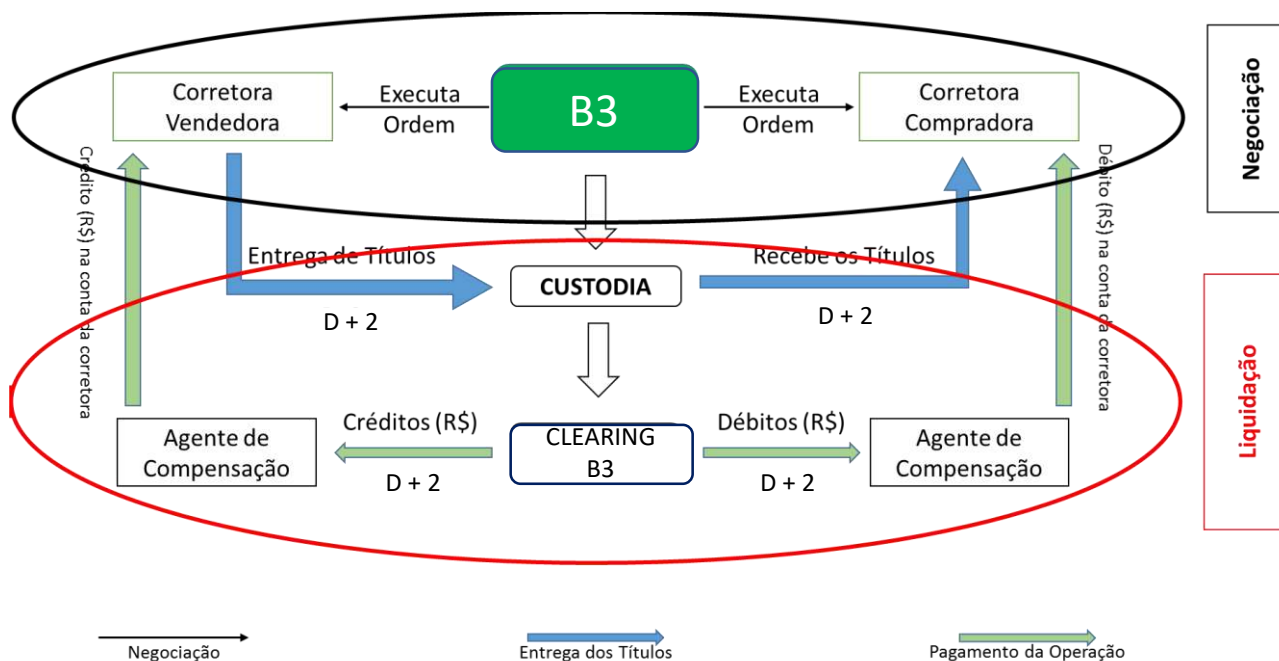 Corretora
Vendedora
Executa
Ordem
B3
Executa
Ordem
Corretora
Compradora
Negociação
Crédito (R$) na conta da corretora
Débito (R$) na conta da corretora
Entrega de Títulos
D + 2
CUSTODIA
Recebe os Títulos
D + 2
Liquidação
Agente de
Compensação
Créditos (R$)
D + 2
CLEARING
B3
Débitos (R$)
D + 2
Agente de
Compensação
Negociação
Entrega dos Títulos
Pagamento da Operação